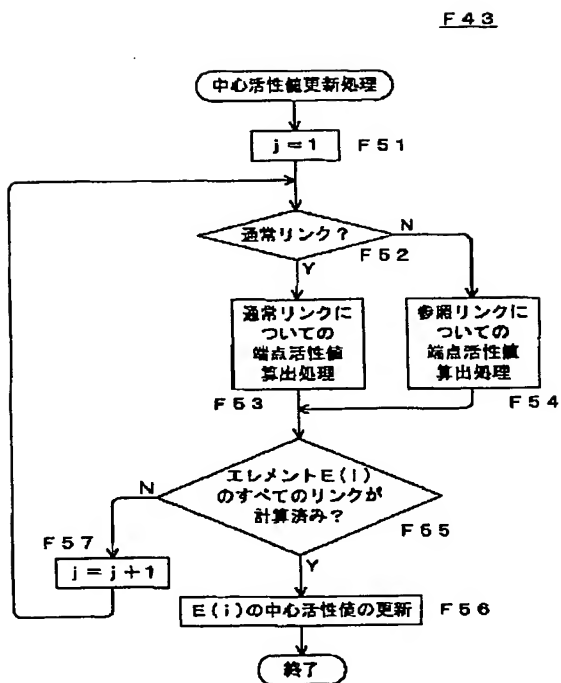 F43
中心活性値更新処理
j=1
F51
通常リンク?
N
F52
Y
通常リンクに
ついての
端点活性値
算出処理
F53
参照リンクに
ついての
端点活性値
算出処理
F54
エレメントE(i)
のすべてのリンクが
計算済み?
N
F55
F57
Y
j=j+1
E(i)の中心活性値の更新
F56
終了